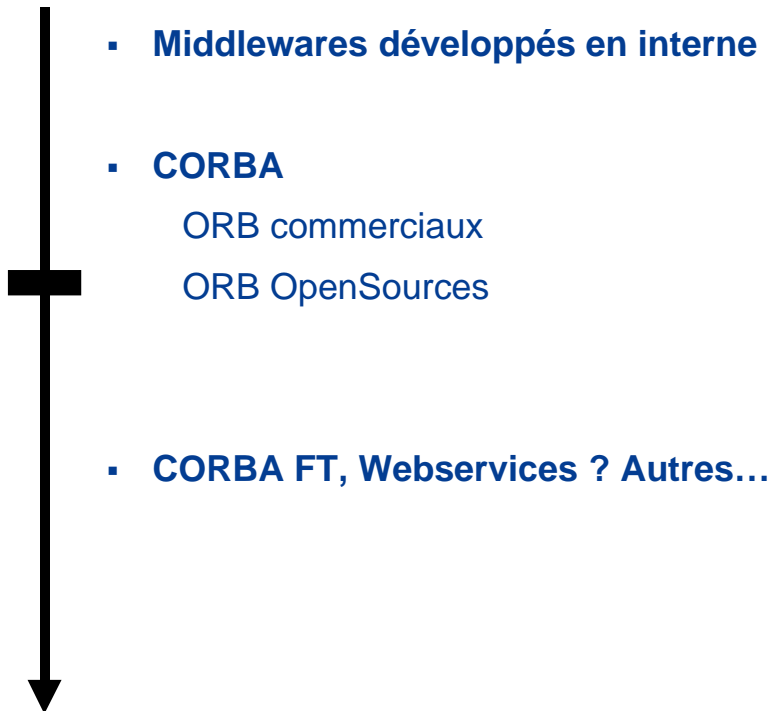 ▪ Middlewares développés en interne
▪ CORBA
ORB commerciaux
ORB OpenSources
▪ CORBA FT, Webservices ? Autres…